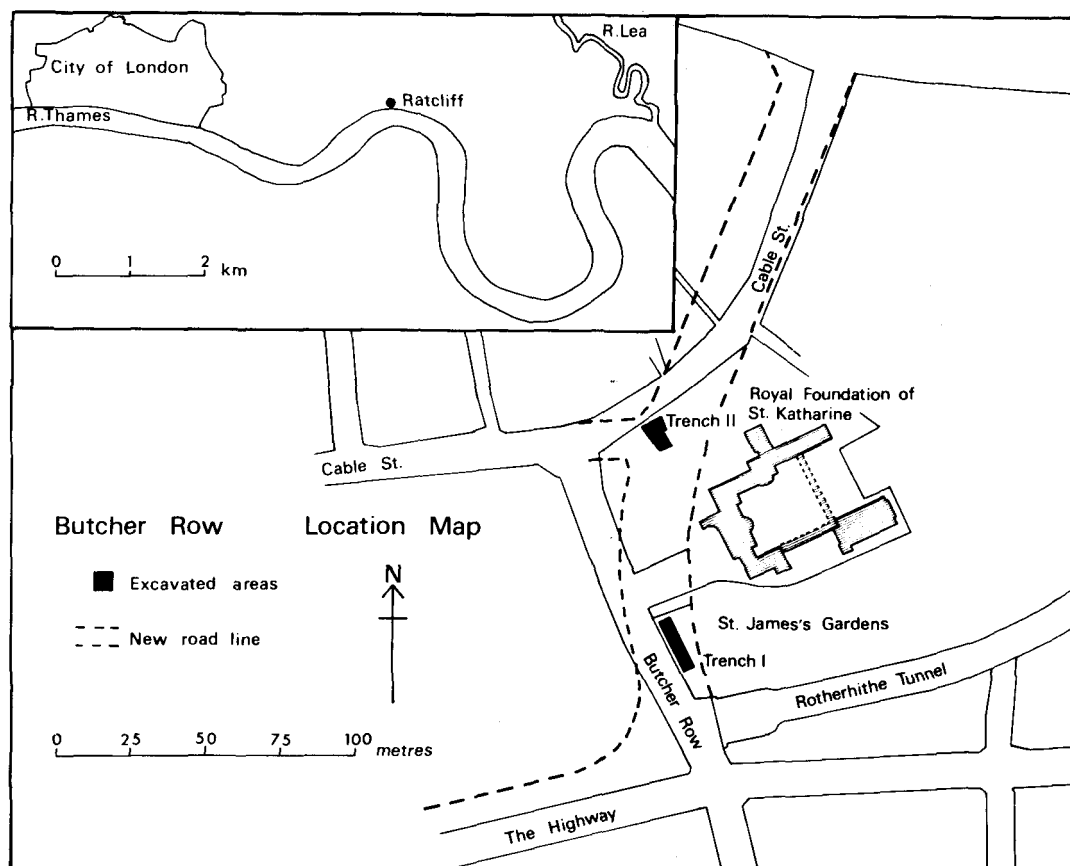 R.Lea
City of London
Ratcliff
R.Thames
0 1 2 km
Cable St.
Royal Foundation of
St. Katharine
Trench II
Cable St.
Butcher Row Location Map
N
Excavated areas
New road line
St. James's Gardens
Trench I
Butcher Row
Rotherhithe Tunnel
0 25 50 75 100 metres
The Highway